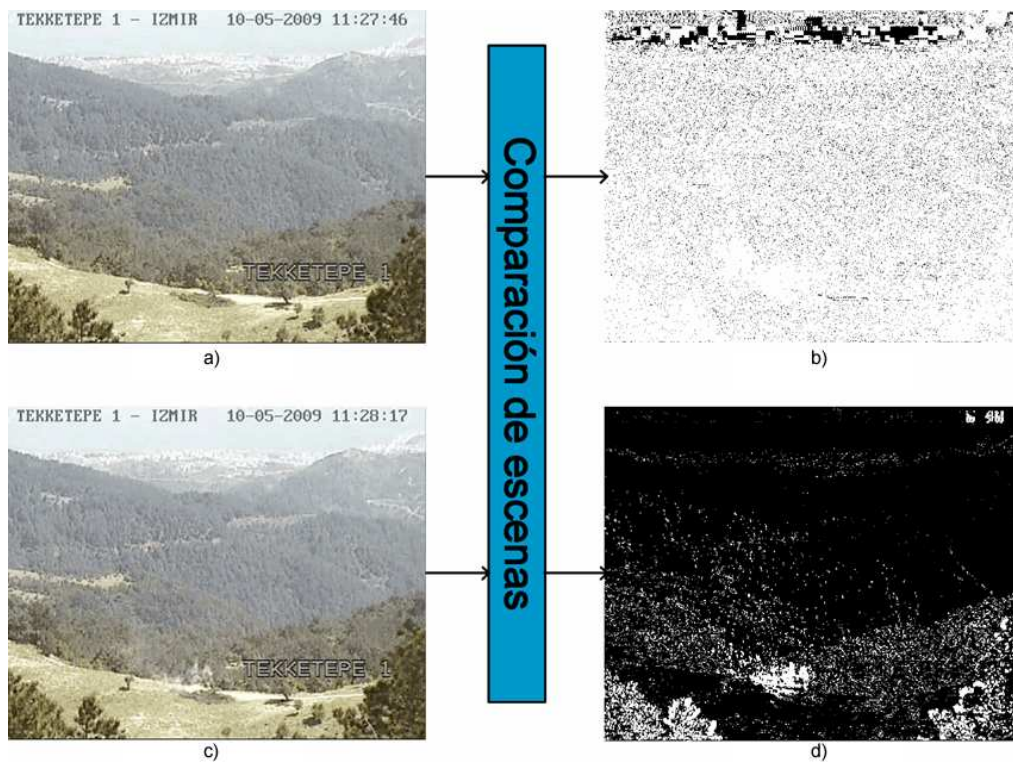 TEKKETEPE 1 - IZMIR 10-05-2009 11:27:46
TEKKETEPE 1
a)
b)
Comparación de escenas
TEKKETEPE 1 - IZMIR 10-05-2009 11:28:17
TEKKETEPE 1
c)
d)